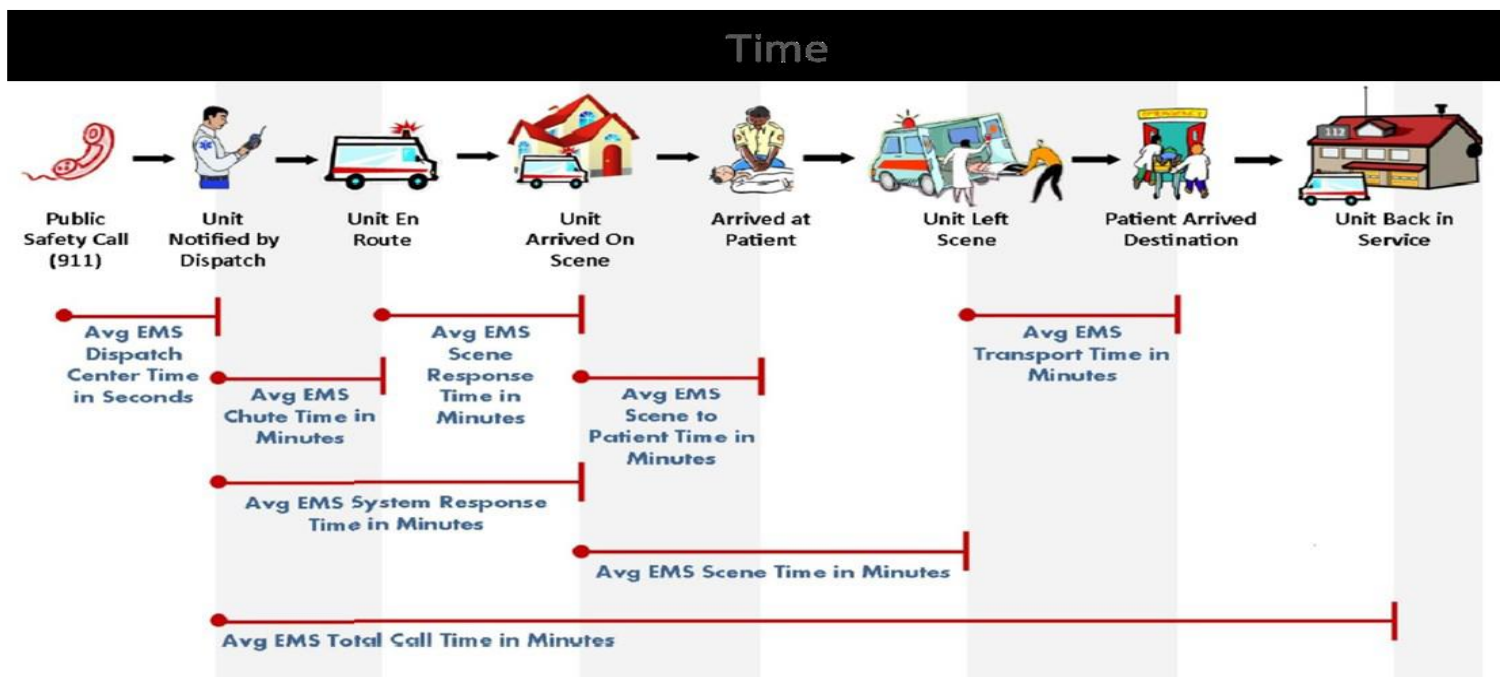 Time
EMERGENCY
112
Public
Safety Call
(911)
Unit
Notified by
Dispatch
Unit En
Route
Unit
Arrived On
Scene
Arrived at
Patient
Unit Left
Scene
Patient Arrived
Destination
Unit Back in
Service
Avg EMS
Dispatch
Center Time
in Seconds
Avg EMS
Chute Time in
Minutes
Avg EMS
Scene
Response
Time in
Minutes
Avg EMS
Scene to
Patient Time in
Minutes
Avg EMS
Transport Time in
Minutes
Avg EMS System Response
Time in Minutes
Avg EMS Scene Time in Minutes
Avg EMS Total Call Time in Minutes